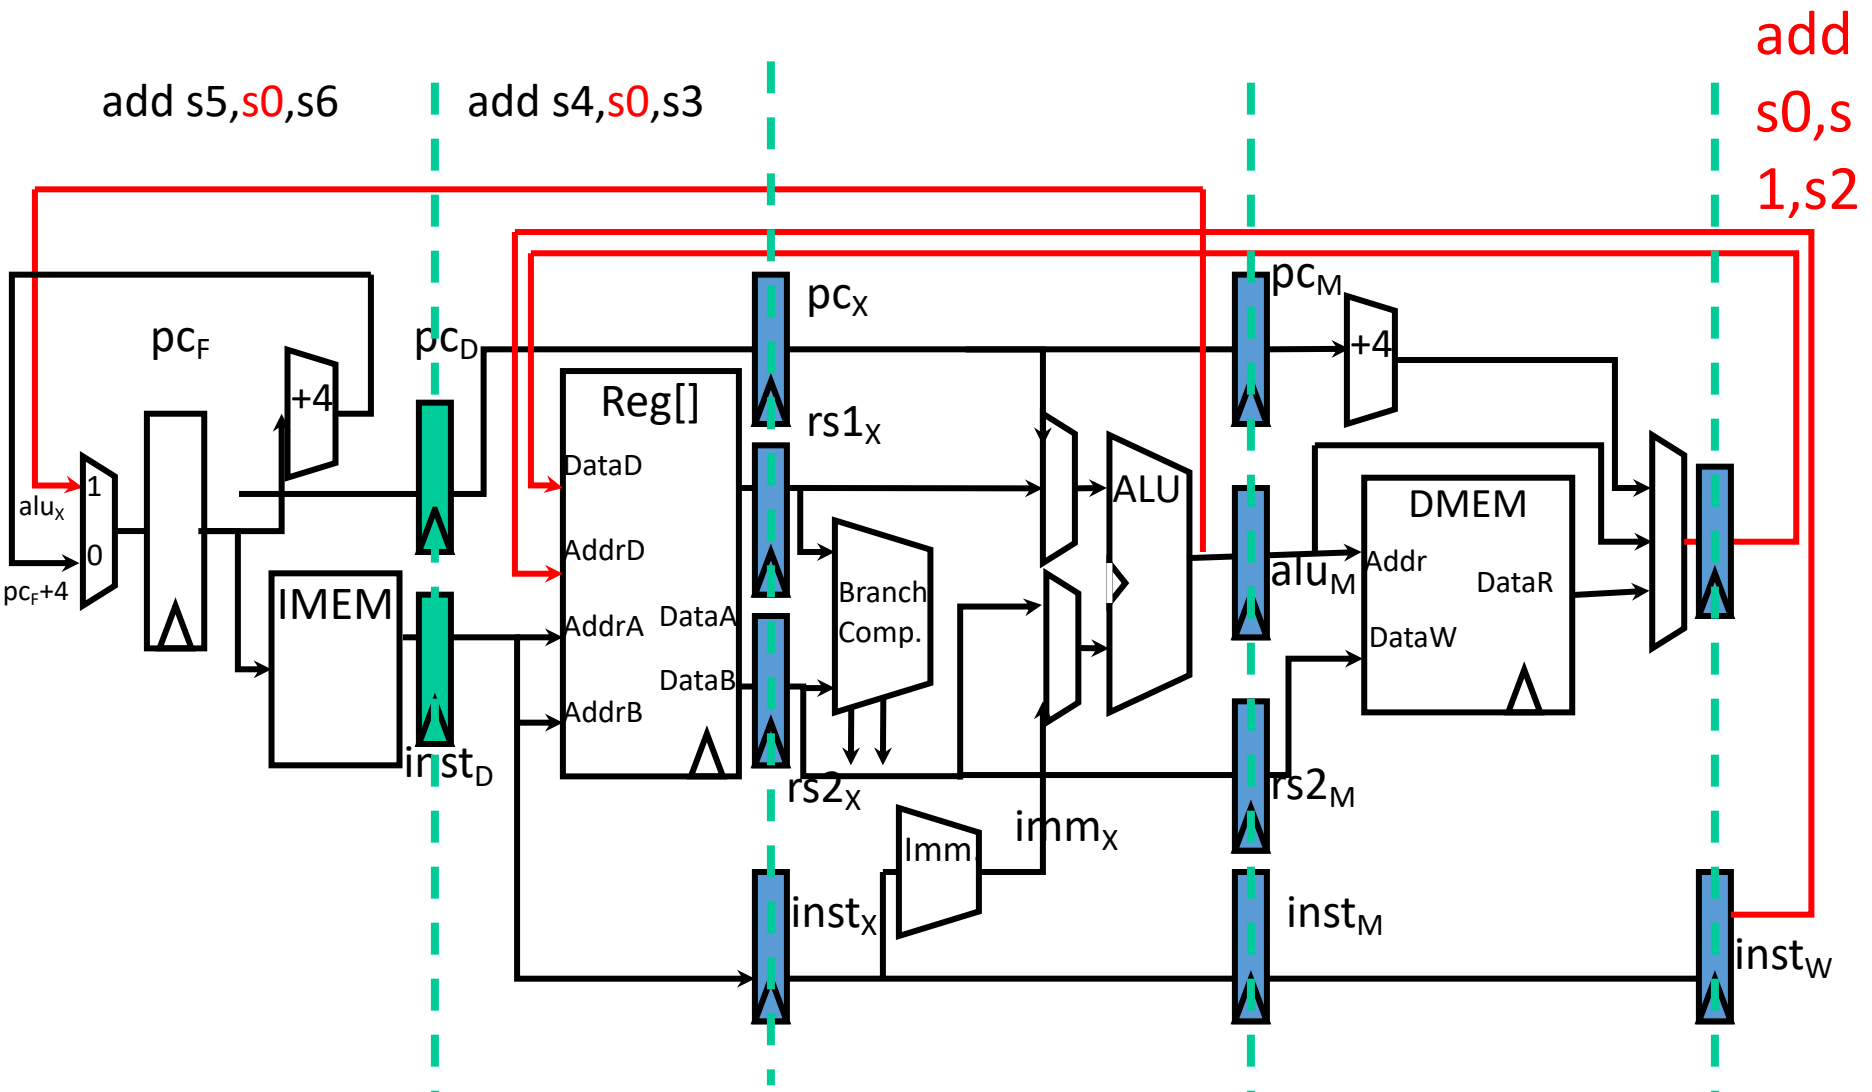 add
s0,s
1,s2
add s5,s0,s6
add s4,s0,s3
pcF
pcD
pcX
pcM
+4
+4
Reg[]
rs1X
DataD
ALU
DMEM
1
aluX
0
pcF+4
AddrD
Addr
aluM
DataR
IMEM
Branch
Comp.
AddrA
DataA
DataW
DataB
AddrB
instD
rs2X
rs2M
immX
Imm.
instX
instM
instW